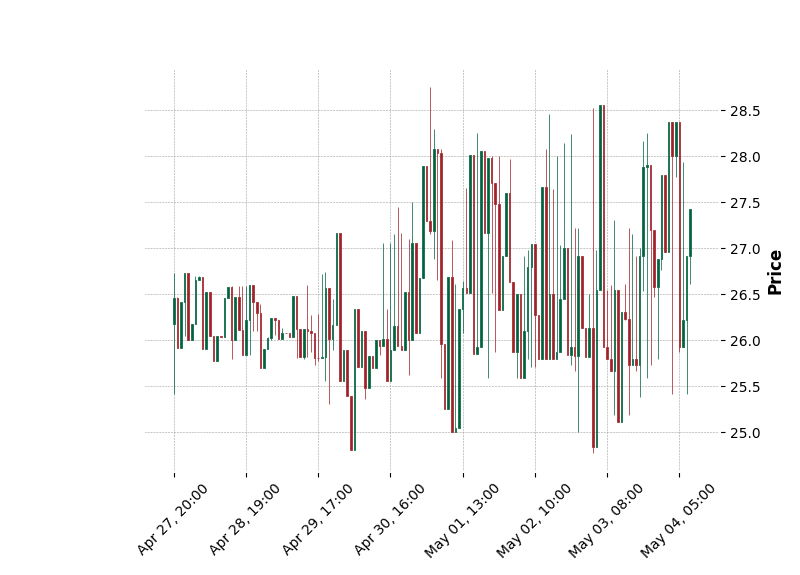 28.5
28.0
27.5
27.0
26.5
26.0
25.5
25.0
Price
Apr 27, 20:00
Apr 28, 19:00
Apr 29, 17:00
Apr 30, 16:00
May 01, 13:00
May 02, 10:00
May 03, 08:00
May 04, 05:00